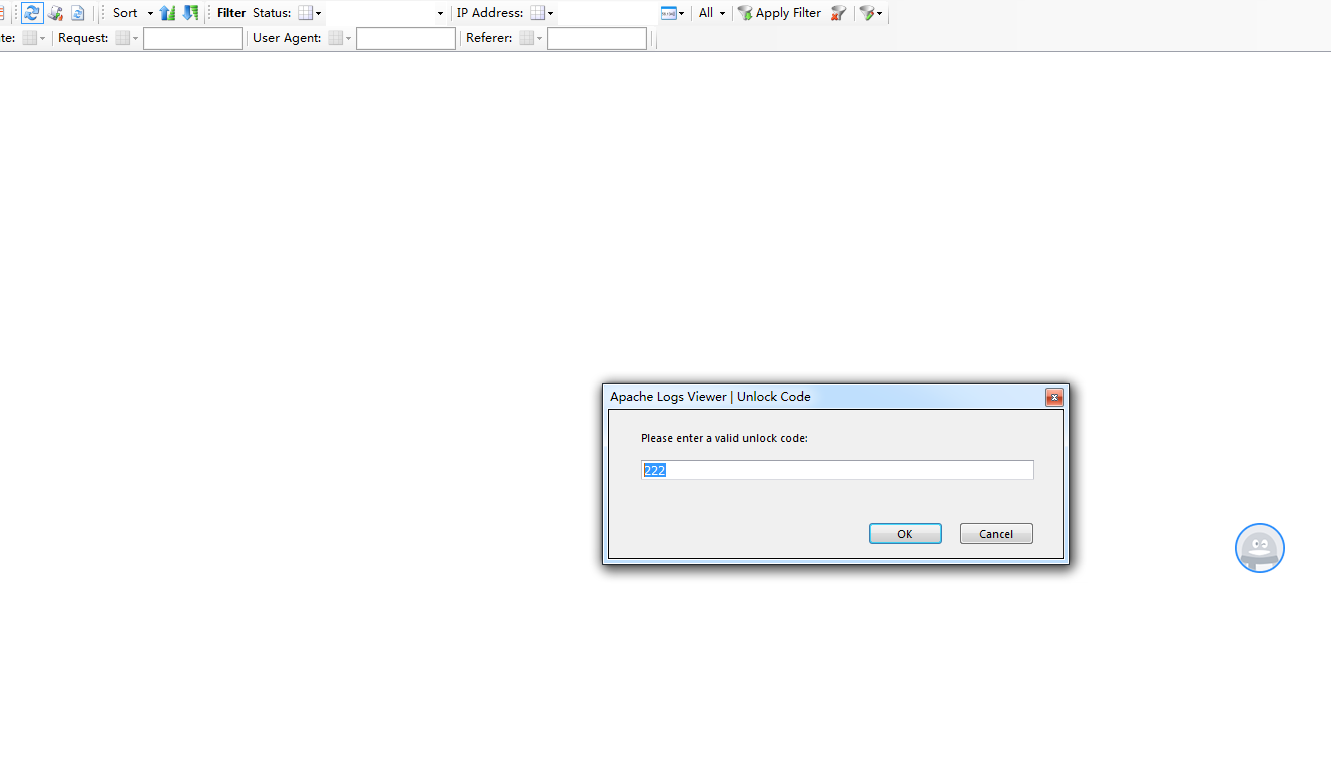 Sort Filter Status: IP Address: All Apply Filter
te: Request: User Agent: Referer:
Apache Logs Viewer | Unlock Code
Please enter a valid unlock code:
222
OK Cancel